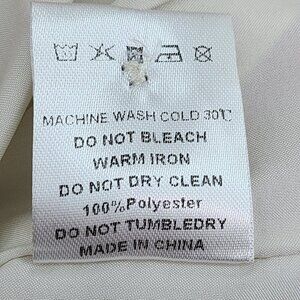 MACHINE WASH COLD 30℃
DO NOT BLEACH
WARM IRON
DO NOT DRY CLEAN
100%Polyester
DO NOT TUMBLEDRY
MADE IN CHINA